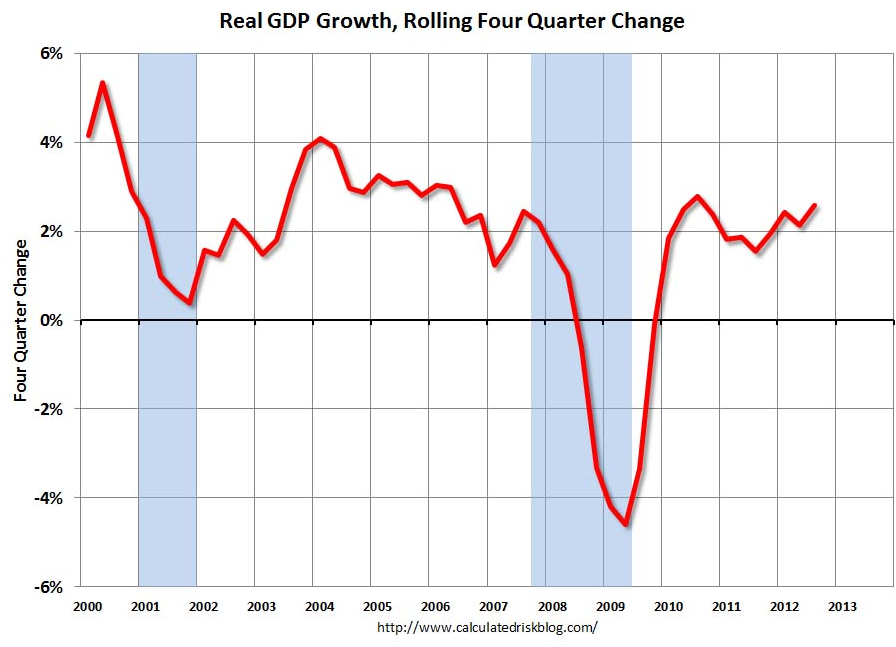 Real GDP Growth, Rolling Four Quarter Change
6%
4%
2%
0%
-2%
-4%
-6%
Four Quarter Change
2000 2001 2002 2003 2004 2005 2006 2007 2008 2009 2010 2011 2012 2013
http://www.calculatedriskblog.com/